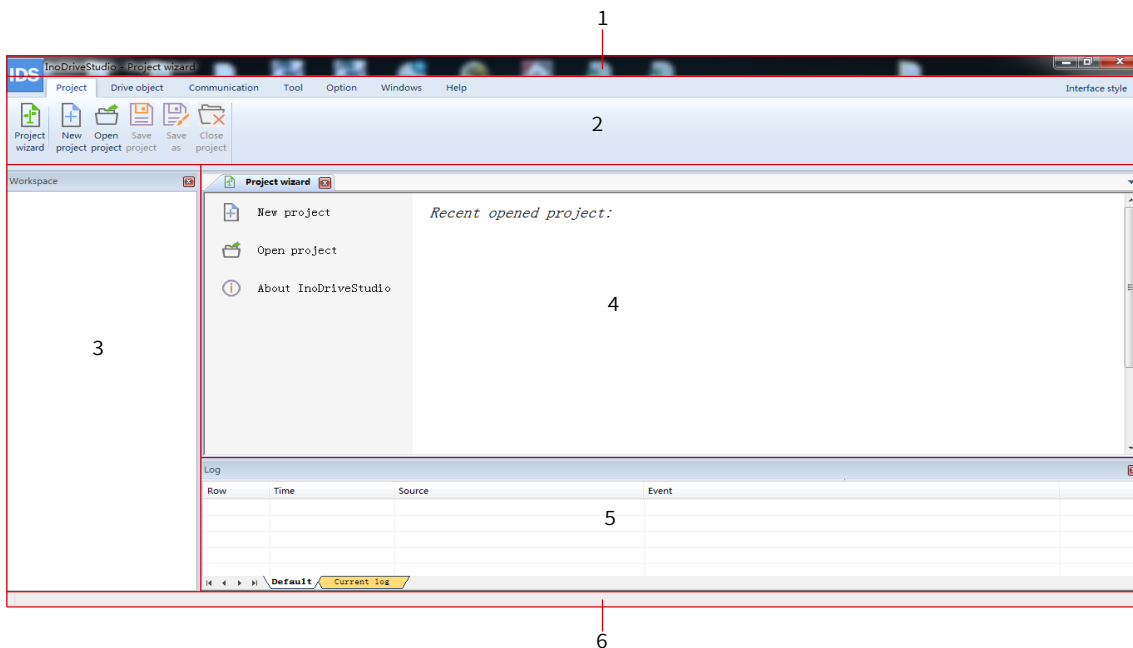 1
IDS InoDriveStudio - Project wizard
Project Drive object Communication Tool Option Windows Help Interface style
Project New Open Save Save Close
wizard project project project as project
2
Workspace
Project wizard
New project
Recent opened project:
Open project
About InoDriveStudio
4
3
Log
Row Time Source Event
5
Default Current log
6